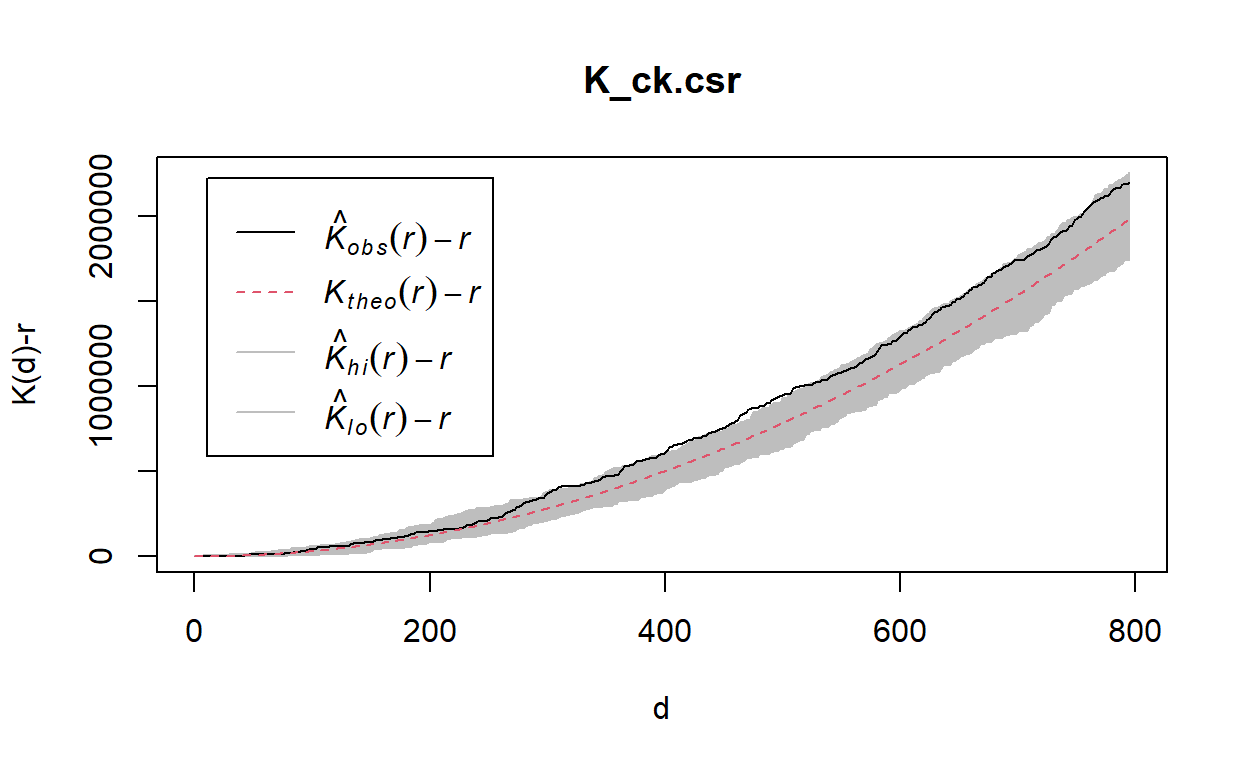 K_ck.csr
K̂obs(r) − r
Ktheo(r) − r
K̂hi(r) − r
K̂lo(r) − r
K(d)-r
0
1000000
2000000
0 200 400 600 800
d